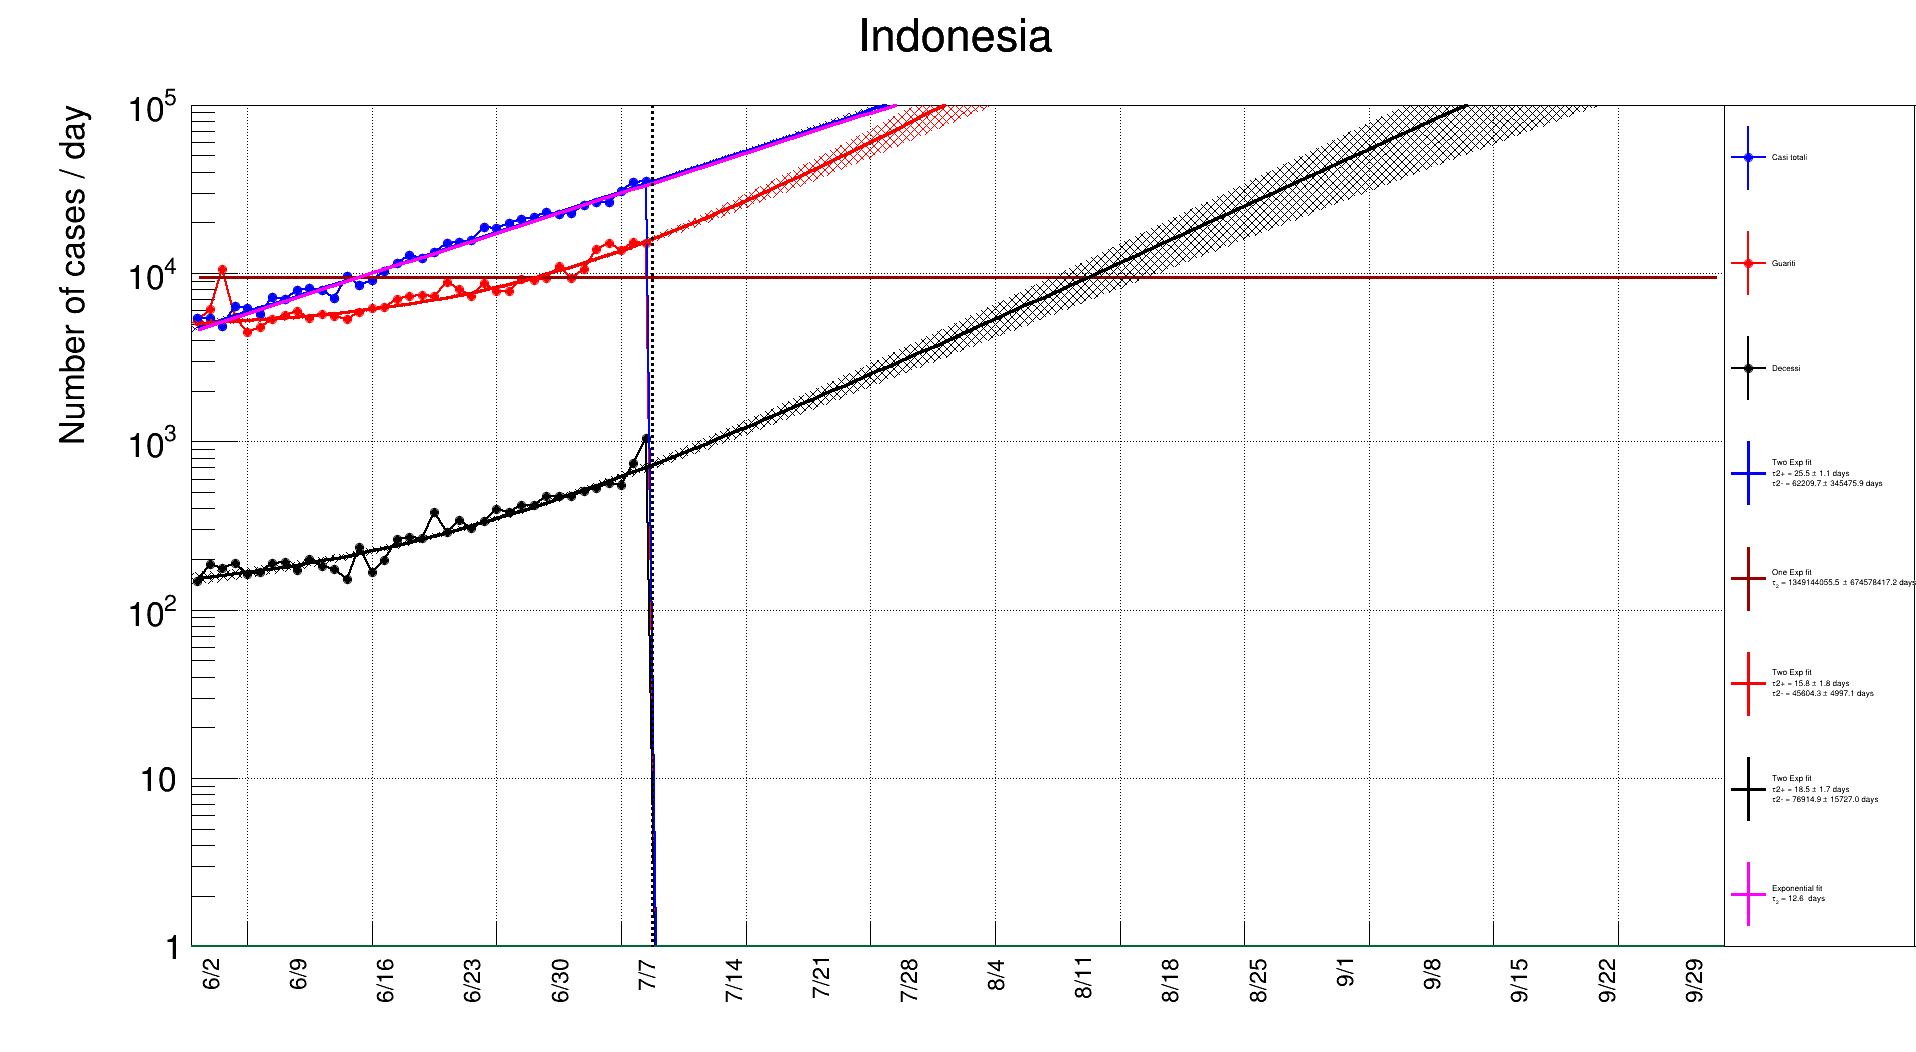 Indonesia
Number of cases / day
10^5
10^4
10^3
10^2
10
1
6/2
6/9
6/16
6/23
6/30
7/7
7/14
7/21
7/28
8/4
8/11
8/18
8/25
9/1
9/8
9/15
9/22
9/29
Casi totali
Guariti
Decessi
Two Exp fit
τ2+ = 25.5 ± 1.1 days
τ2- = 62209.7 ± 345475.9 days
One Exp fit
τ₂ = 1349144055.5 ± 674578417.2 days
Two Exp fit
τ2+ = 15.8 ± 1.8 days
τ2- = 45604.3 ± 4997.1 days
Two Exp fit
τ2+ = 18.5 ± 1.7 days
τ2- = 76914.9 ± 15727.0 days
Exponential fit
τ₂ = 12.6 days